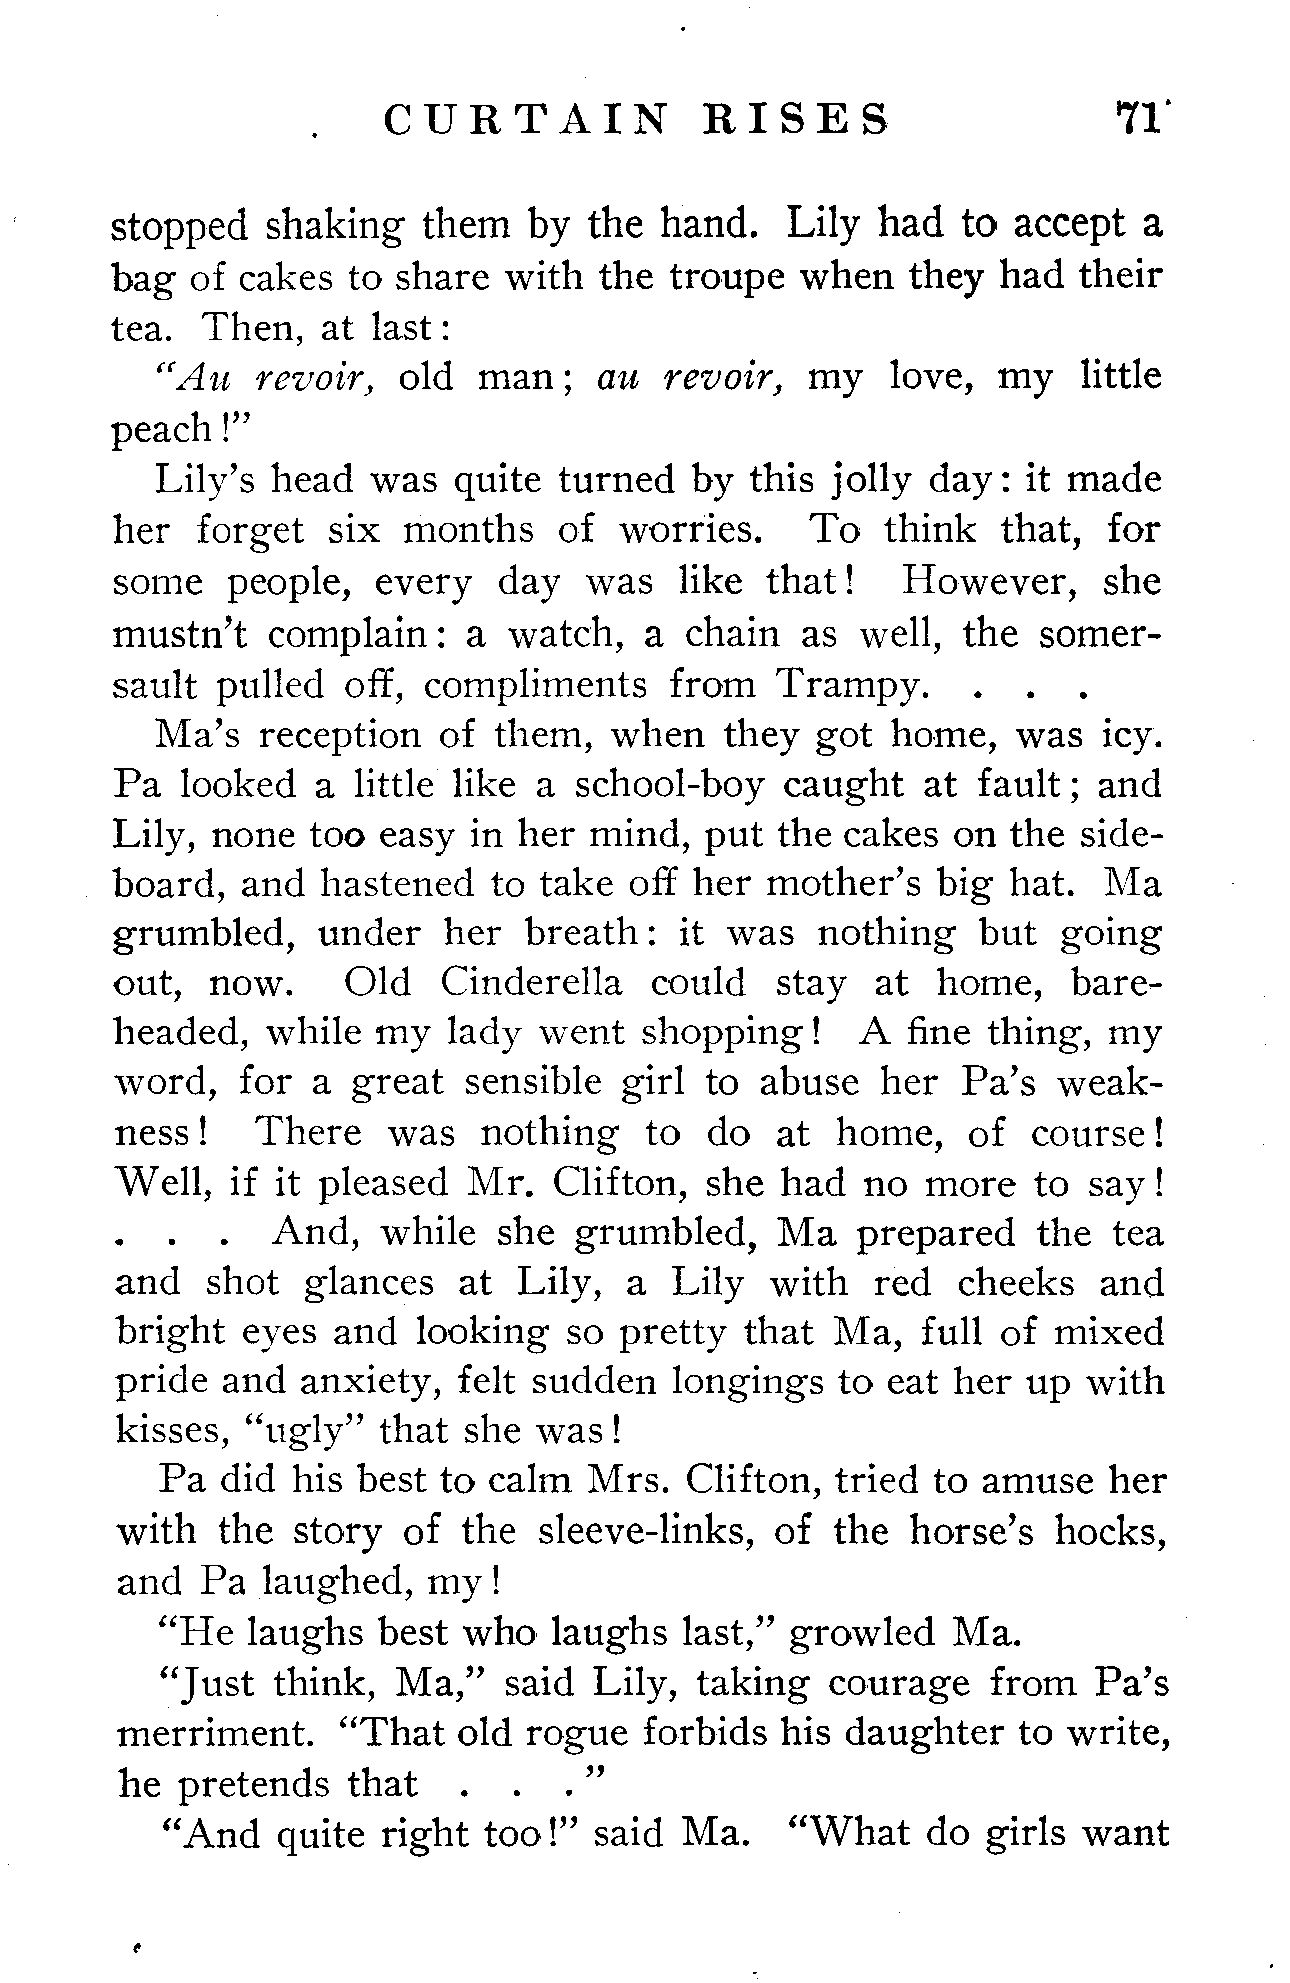 CURTAIN RISES 71
stopped shaking them by the hand. Lily had to accept a
bag of cakes to share with the troupe when they had their
tea. Then, at last:
“Au revoir, old man; au revoir, my love, my little
peach!”
Lily’s head was quite turned by this jolly day: it made
her forget six months of worries. To think that, for
some people, every day was like that! However, she
mustn’t complain: a watch, a chain as well, the somer-
sault pulled off, compliments from Trampy. . . .
Ma’s reception of them, when they got home, was icy.
Pa looked a little like a school-boy caught at fault; and
Lily, none too easy in her mind, put the cakes on the side-
board, and hastened to take off her mother’s big hat. Ma
grumbled, under her breath: it was nothing but going
out, now. Old Cinderella could stay at home, bare-
headed, while my lady went shopping! A fine thing, my
word, for a great sensible girl to abuse her Pa’s weak-
ness! There was nothing to do at home, of course!
Well, if it pleased Mr. Clifton, she had no more to say!
. . . And, while she grumbled, Ma prepared the tea
and shot glances at Lily, a Lily with red cheeks and
bright eyes and looking so pretty that Ma, full of mixed
pride and anxiety, felt sudden longings to eat her up with
kisses, “ugly” that she was!
Pa did his best to calm Mrs. Clifton, tried to amuse her
with the story of the sleeve-links, of the horse’s hocks,
and Pa laughed, my!
“He laughs best who laughs last,” growled Ma.
“Just think, Ma,” said Lily, taking courage from Pa’s
merriment. “That old rogue forbids his daughter to write,
he pretends that . . .”
“And quite right too!” said Ma. “What do girls want